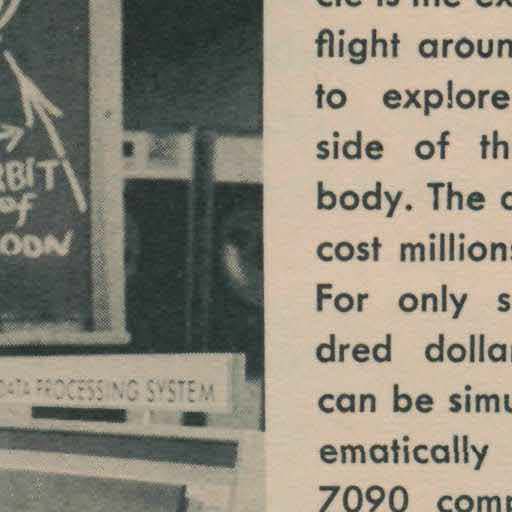 RBIT
of
OON
DATA PROCESSING SYSTEM
cle is the ex
flight aroun
to explore
side of th
body. The c
cost millions
For only s
dred dollar
can be simu
ematically
7090 comp